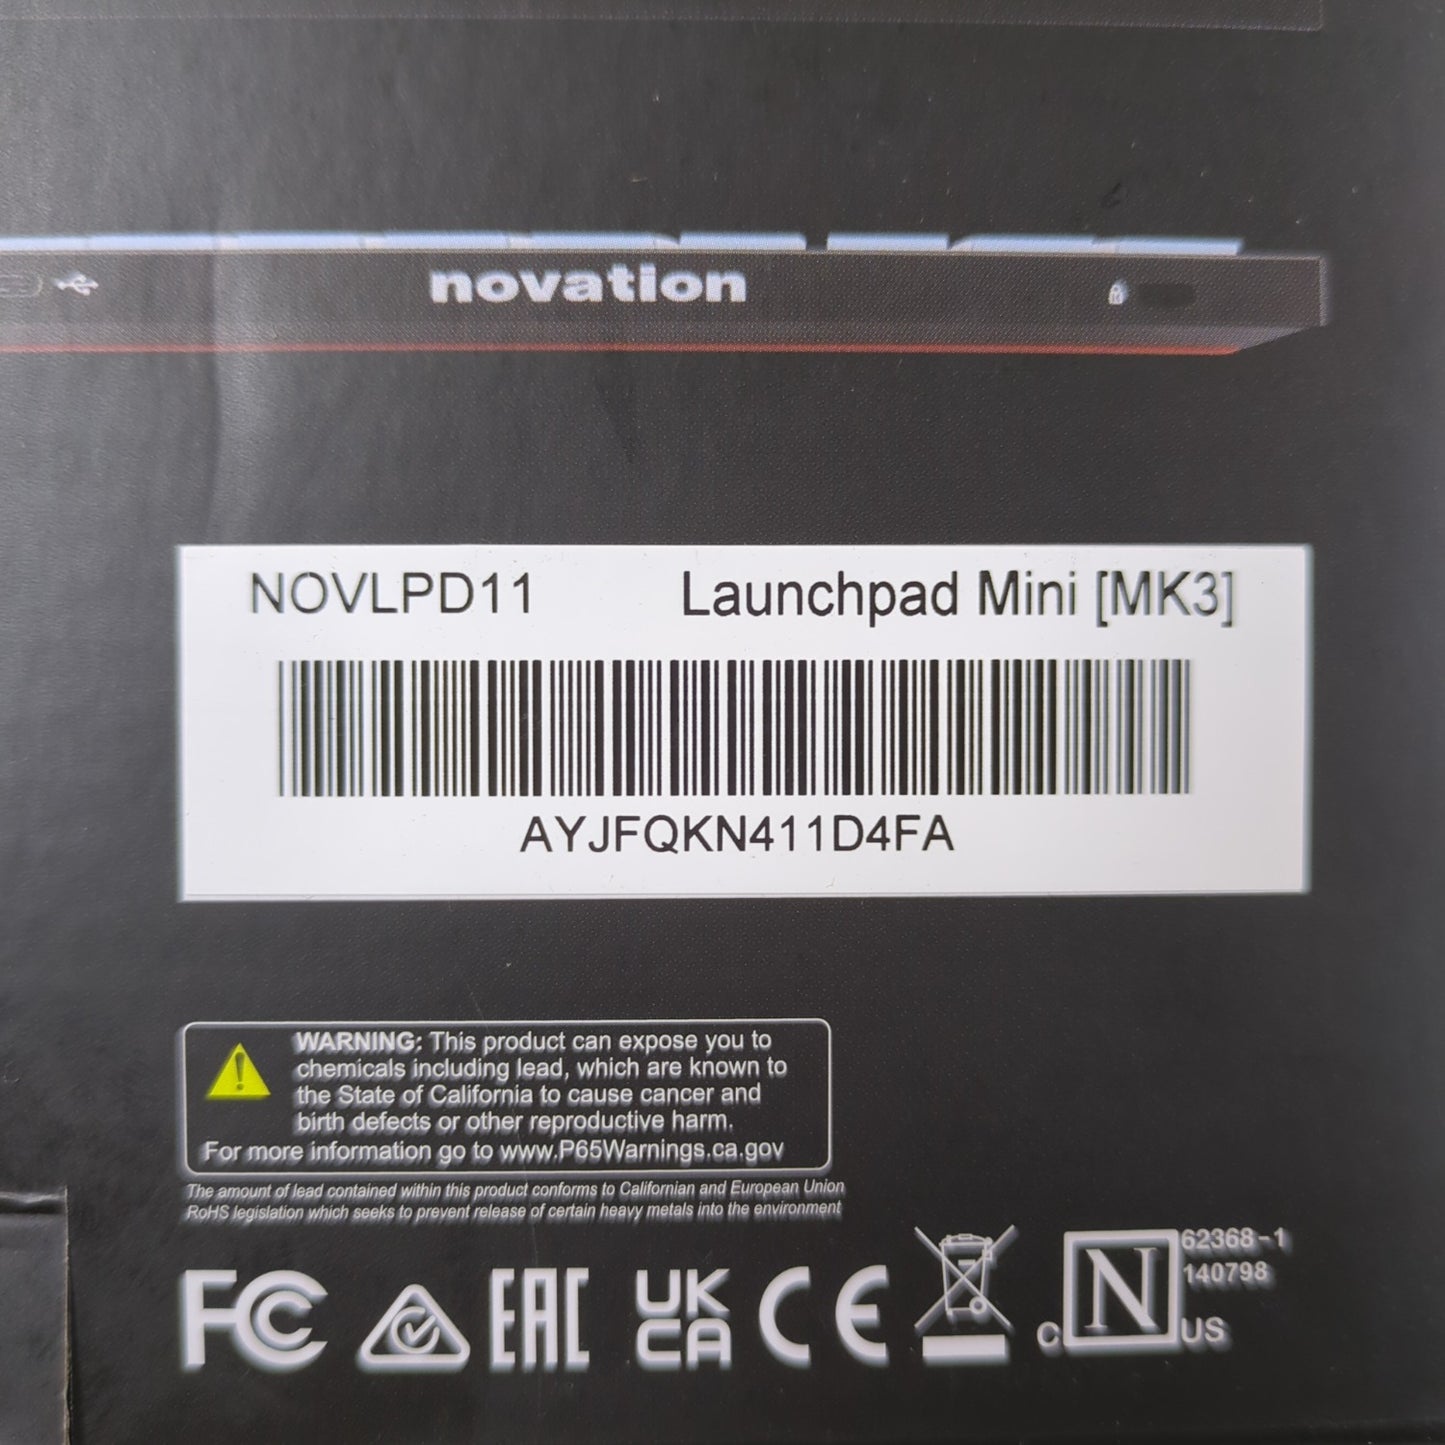 novation
NOVLPD11 Launchpad Mini [MK3]
AYJFQKN411D4FA
WARNING: This product can expose you to
chemicals including lead, which are known to
the State of California to cause cancer and
birth defects or other reproductive harm.
For more information go to www.P65Warnings.ca.gov
The amount of lead contained within this product conforms to Californian and European Union
RoHS legislation which seeks to prevent release of certain heavy metals into the environment
FC EAC UK CA CE C N US
62368-1
140798